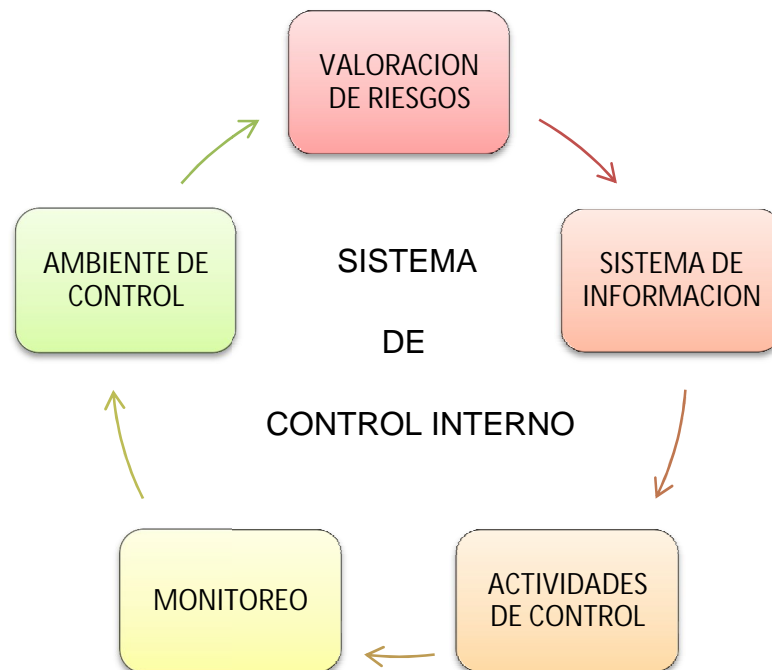 VALORACION
DE RIESGOS
AMBIENTE DE
CONTROL
SISTEMA
DE
CONTROL INTERNO
SISTEMA DE
INFORMACION
MONITOREO
ACTIVIDADES
DE CONTROL